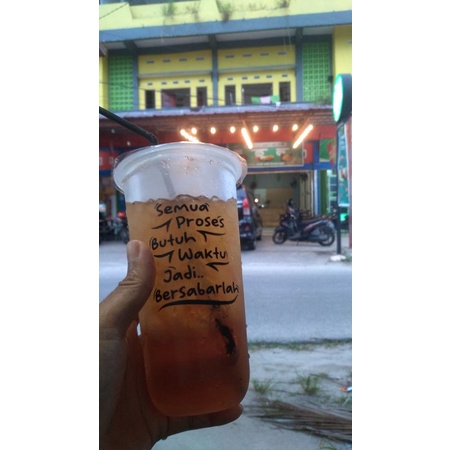 Semua
Proses
Butuh
Waktu
Jadi..
Bersabarlah